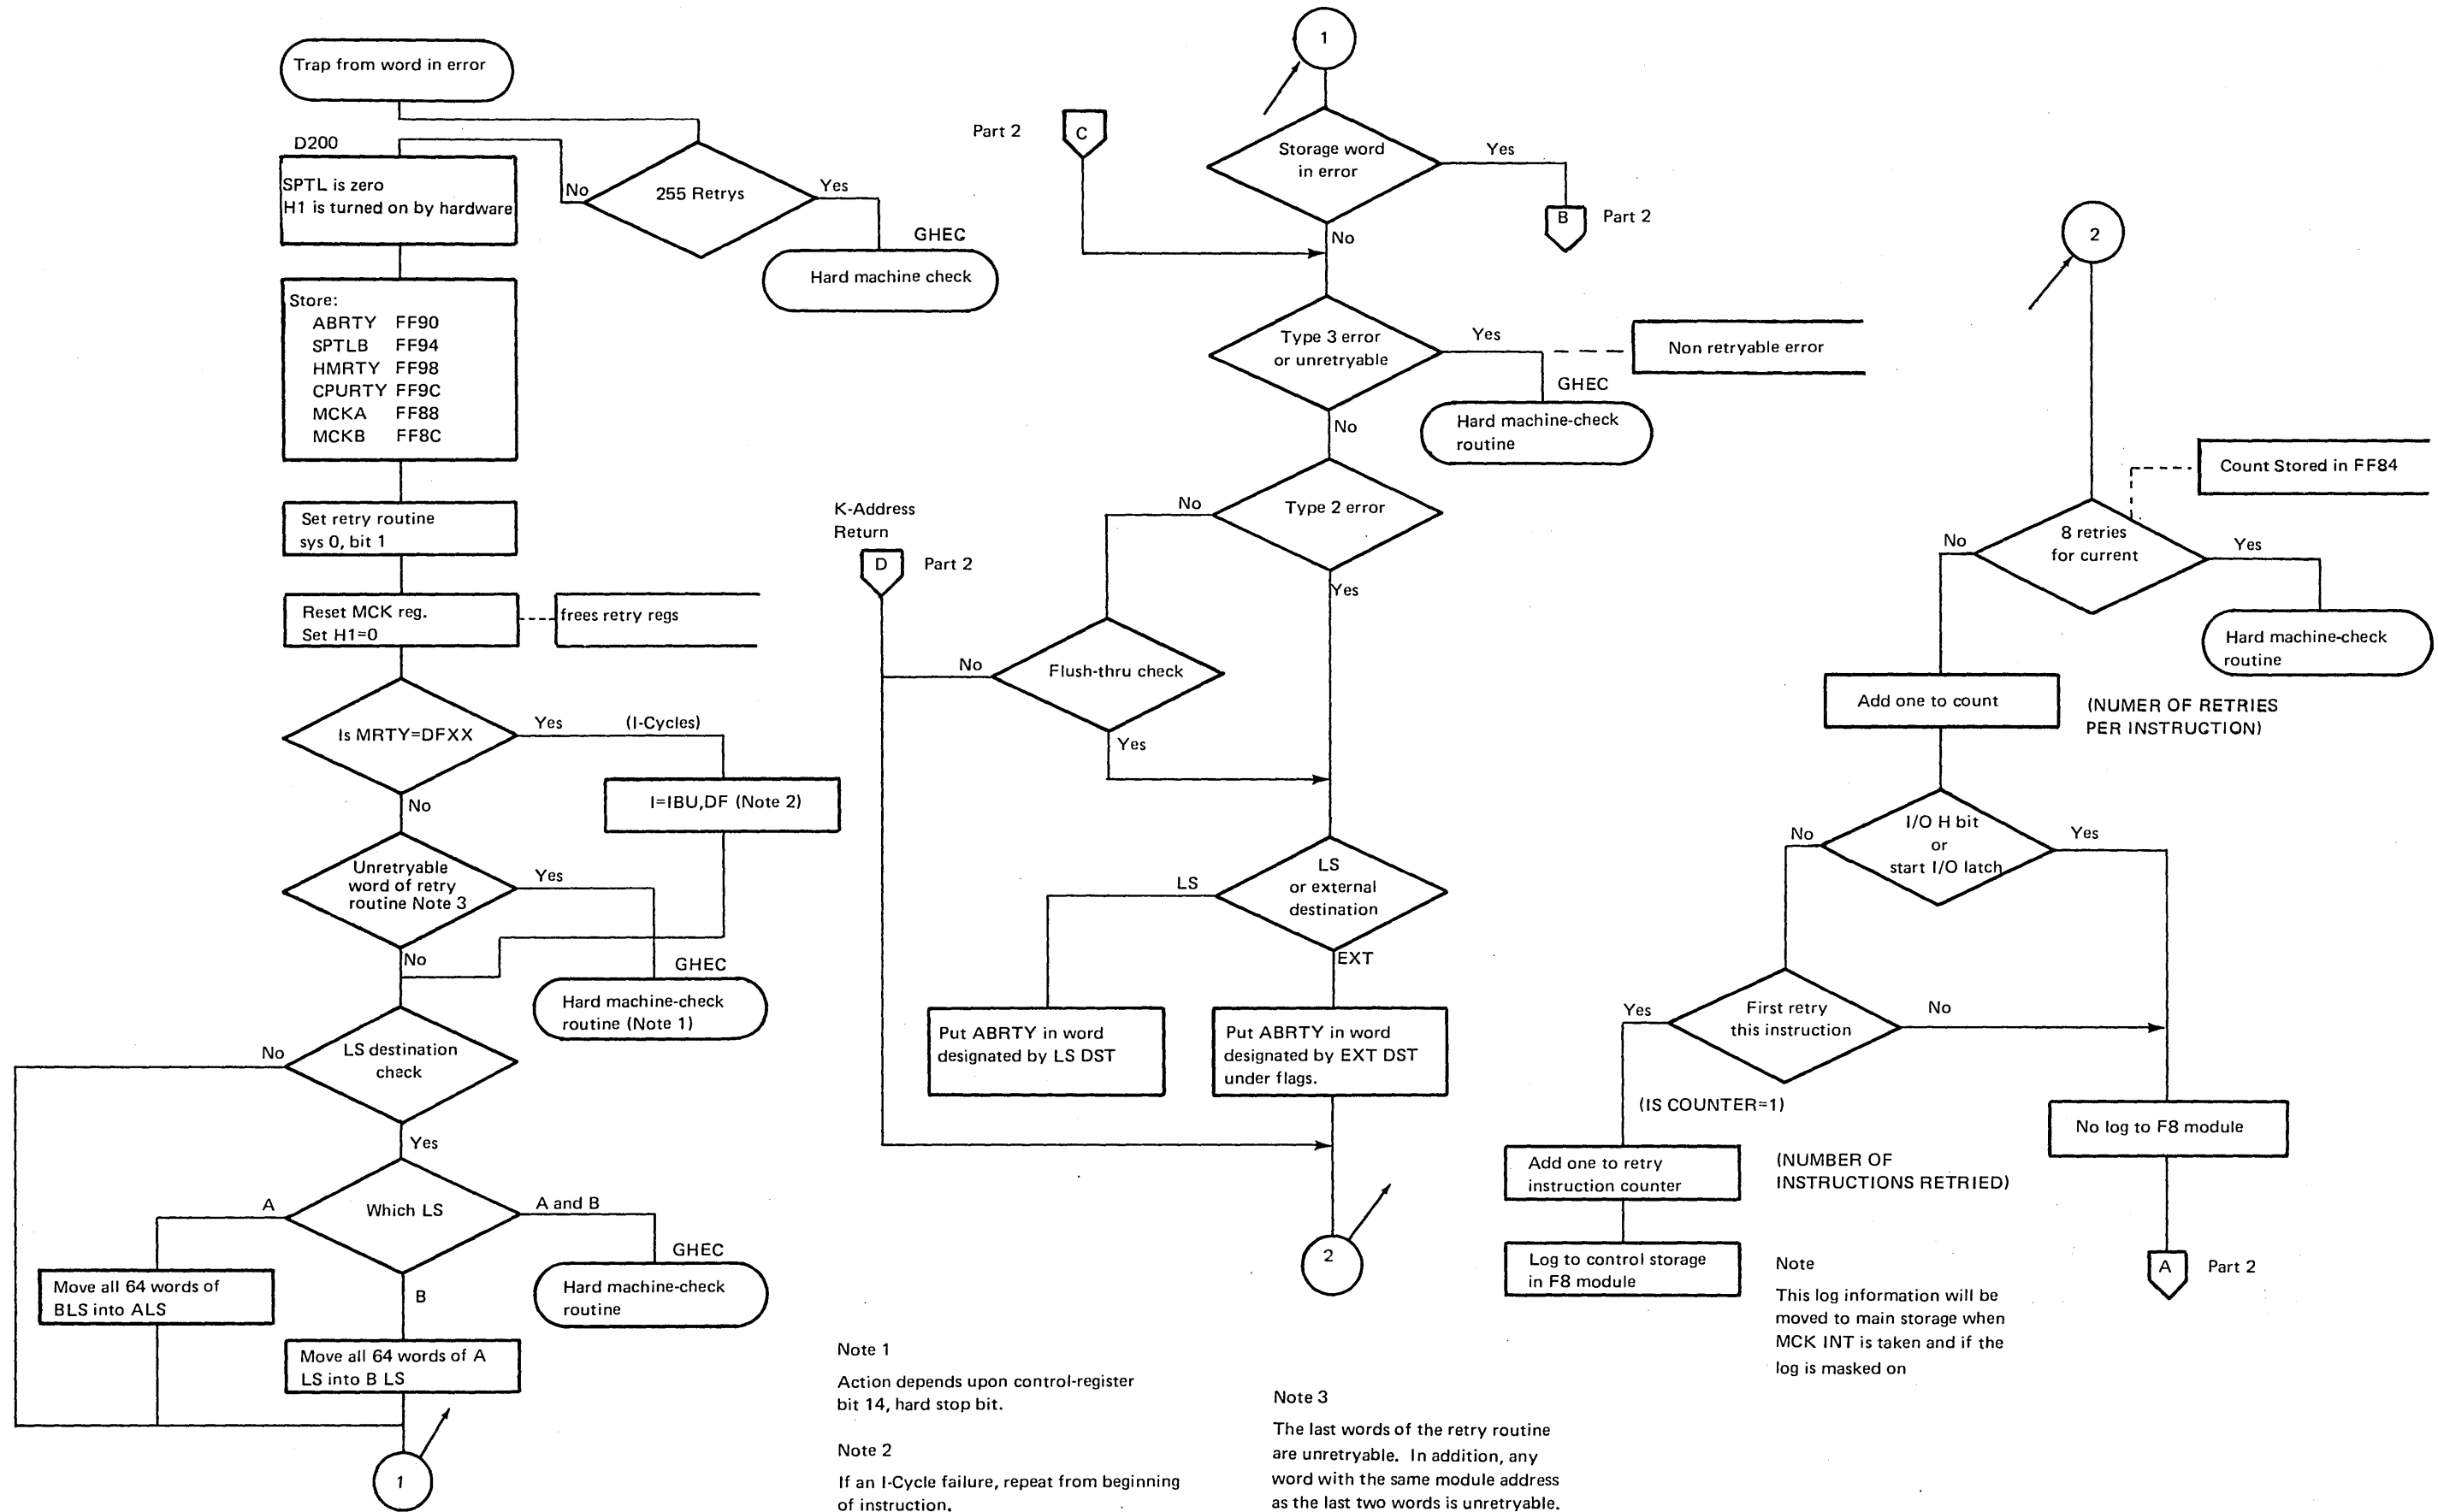 Trap from word in error
D200
SPTL is zero
H1 is turned on by hardware
No
255 Retrys
Yes
GHEC
Hard machine check
Store:
ABRTY FF90
SPTLB FF94
HMRTY FF98
CPURTY FF9C
MCKA FF88
MCKB FF8C
Set retry routine
sys 0, bit 1
Reset MCK reg.
Set H1=0
frees retry regs
Is MRTY=DFXX
Yes
(I-Cycles)
I=IBU,DF (Note 2)
No
Unretryable
word of retry
routine Note 3
Yes
No
GHEC
Hard machine-check
routine (Note 1)
LS destination
check
No
Yes
Which LS
A
A and B
GHEC
Hard machine-check
routine
Move all 64 words of
BLS into ALS
B
Move all 64 words of A
LS into B LS
1
1
Part 2
C
Storage word
in error
Yes
B
Part 2
No
Type 3 error
or unretryable
Yes
Non retryable error
GHEC
Hard machine-check
routine
No
Type 2 error
No
Yes
K-Address
Return
D
Part 2
Flush-thru check
No
Yes
LS
or external
destination
LS
EXT
Put ABRTY in word
designated by LS DST
Put ABRTY in word
designated by EXT DST
under flags.
2
Note 1
Action depends upon control-register
bit 14, hard stop bit.
Note 2
If an I-Cycle failure, repeat from beginning
of instruction.
Note 3
The last words of the retry routine
are unretryable. In addition, any
word with the same module address
as the last two words is unretryable.
2
Count Stored in FF84
8 retries
for current
No
Yes
Hard machine-check
routine
Add one to count
(NUMER OF RETRIES
PER INSTRUCTION)
I/O H bit
or
start I/O latch
No
Yes
First retry
this instruction
Yes
No
(IS COUNTER=1)
No log to F8 module
Add one to retry
instruction counter
(NUMBER OF
INSTRUCTIONS RETRIED)
Log to control storage
in F8 module
A
Part 2
Note
This log information will be
moved to main storage when
MCK INT is taken and if the
log is masked on